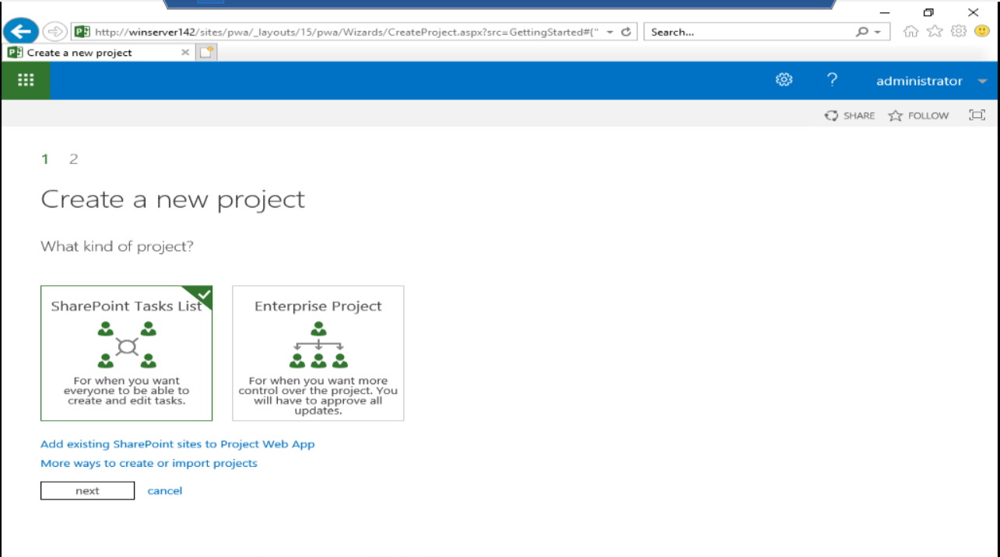 http://winserver142/sites/pwa/_layouts/15/pwa/Wizards/CreateProject.aspx?src=GettingStarted#{"
Search...
Create a new project
?
administrator
SHARE
FOLLOW
1 2
Create a new project
What kind of project?
SharePoint Tasks List
For when you want
everyone to be able to
create and edit tasks.
Enterprise Project
For when you want more
control over the project. You
will have to approve all
updates.
Add existing SharePoint sites to Project Web App
More ways to create or import projects
next
cancel